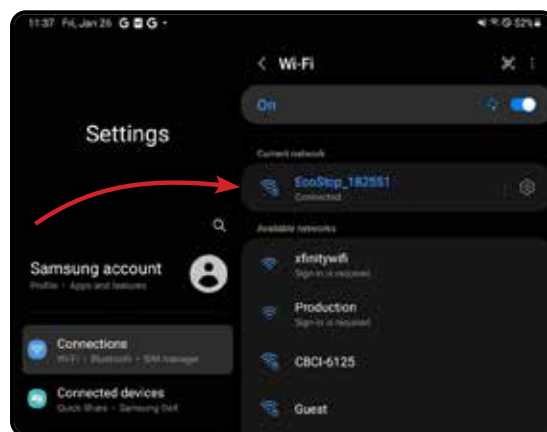 11:37 Fri, Jan 26 G G
52%
Settings
Samsung account
Profile • Apps and features
Connections
Wi-Fi • Bluetooth • SIM manager
Connected devices
Quick Share • Samsung DeX
Wi-Fi
On
Current network
EcoStop_182551
Connected
Available networks
xfinitywifi
Sign-in is required
Production
Sign-in is required
CBCI-6125
Guest